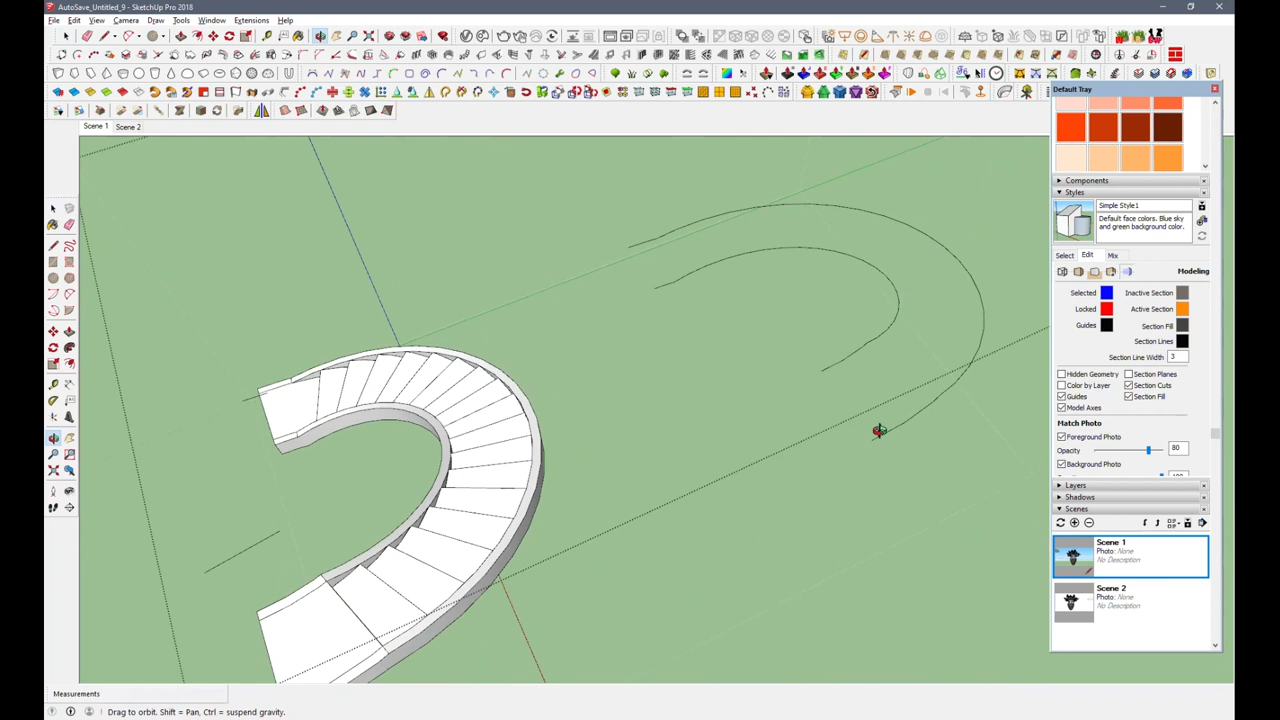 AutoSave_Untitled_9 - SketchUp Pro 2018
File Edit View Camera Draw Tools Window Extensions Help
Default Tray
Scene 1 Scene 2
Components
Styles
Simple Style1
Default face colors. Blue sky
and green background color.
Select Edit Mix
Modeling
Selected Inactive Section
Locked Active Section
Guides Section Fill
Section Lines
Section Line Width 3
Hidden Geometry Section Planes
Color by Layer Section Cuts
Guides Section Fill
Model Axes
Match Photo
Foreground Photo
Opacity 80
Background Photo
Layers
Shadows
Scenes
Scene 1
Photo: None
No Description
Scene 2
Photo: None
No Description
Measurements
Drag to orbit. Shift = Pan, Ctrl = suspend gravity.